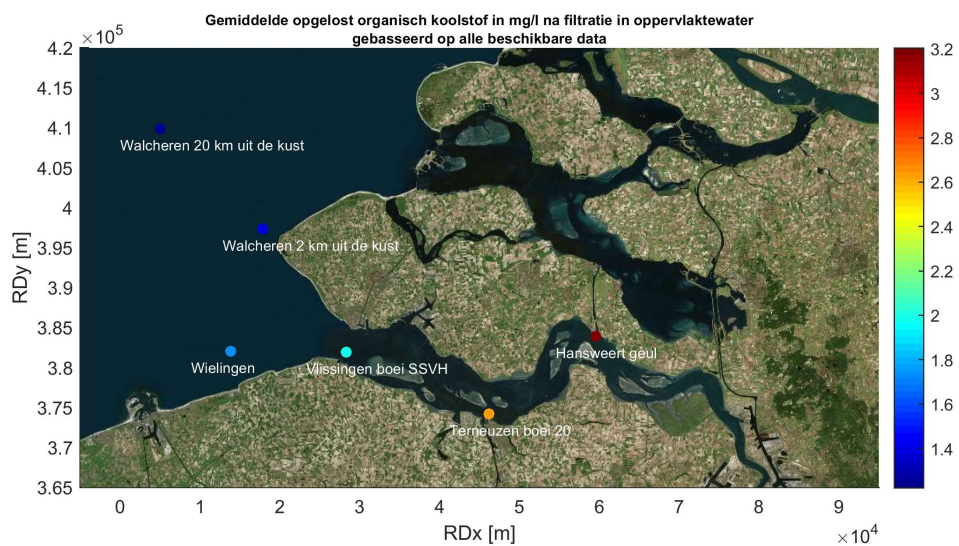 Gemiddelde opgelost organisch koolstof in mg/l na filtratie in oppervlaktewater
gebasseerd op alle beschikbare data
×10⁵
4.2
4.15
4.1
4.05
4
3.95
3.9
3.85
3.8
3.75
3.7
3.65
RDy [m]
Walcheren 20 km uit de kust
Walcheren 2 km uit de kust
Wielingen
Vlissingen boei SSVH
Hansweert geul
Terneuzen boei 20
0 1 2 3 4 5 6 7 8 9
RDx [m]
×10⁴
3.2
3
2.8
2.6
2.4
2.2
2
1.8
1.6
1.4